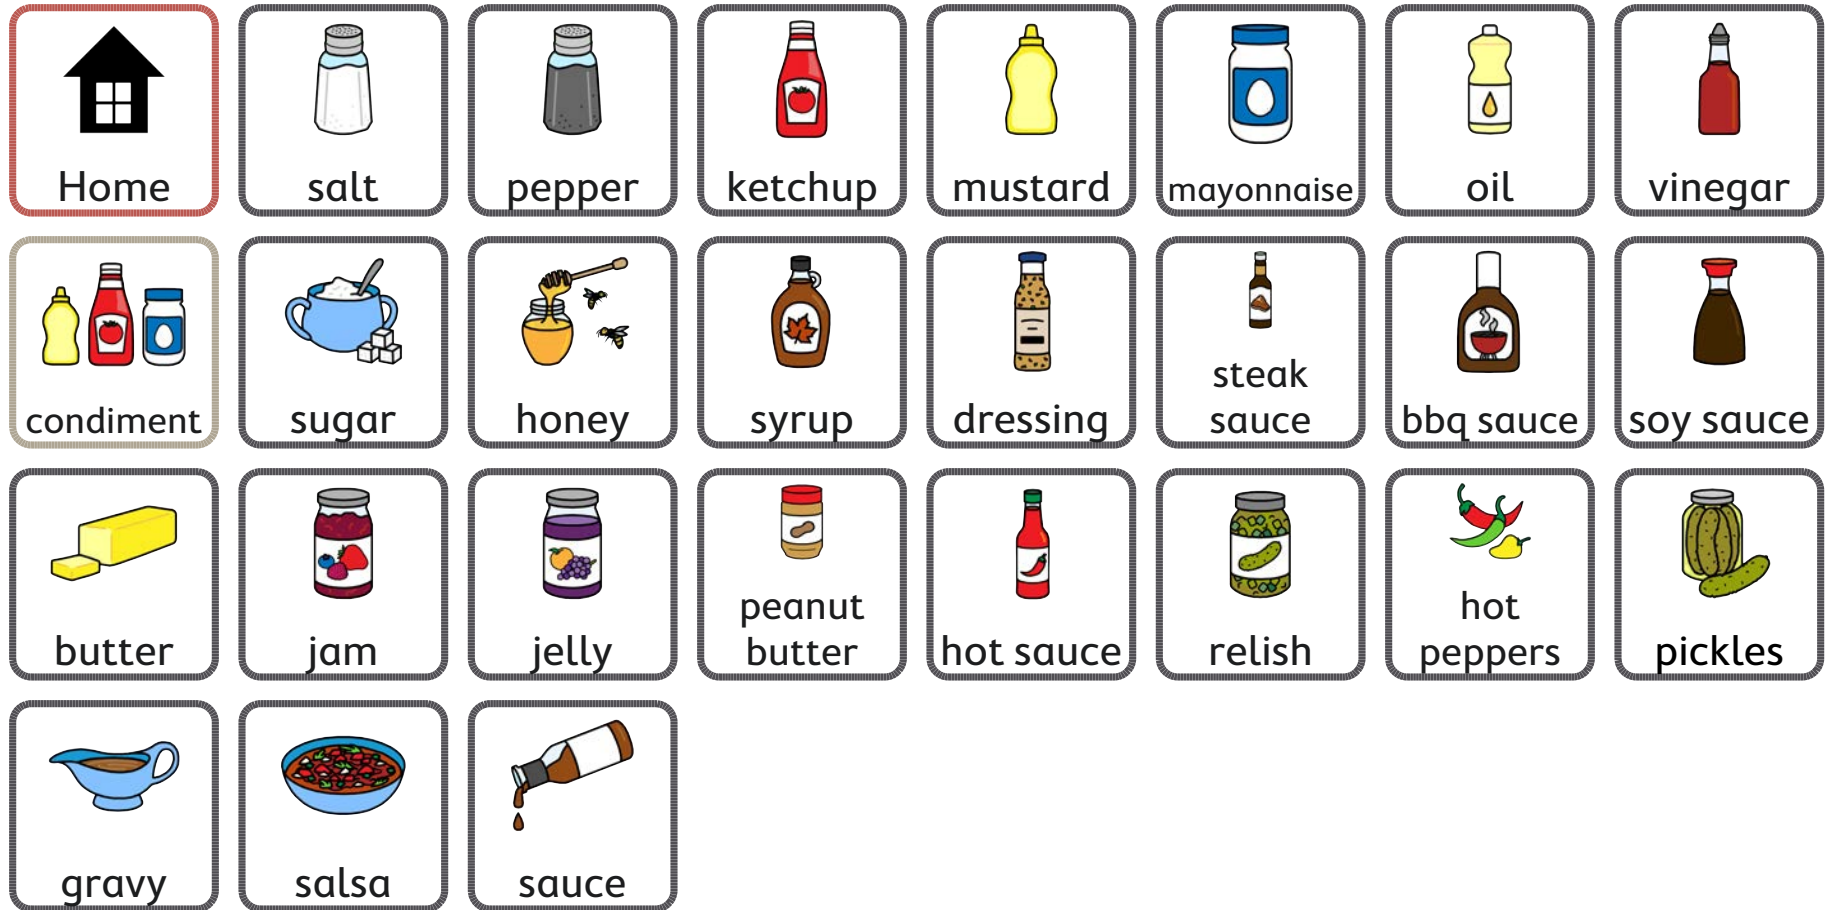 Home
salt
pepper
ketchup
mustard
mayonnaise
oil
vinegar
condiment
sugar
honey
syrup
dressing
steak
sauce
bbq sauce
soy sauce
butter
jam
jelly
peanut
butter
hot sauce
relish
hot
peppers
pickles
gravy
salsa
sauce